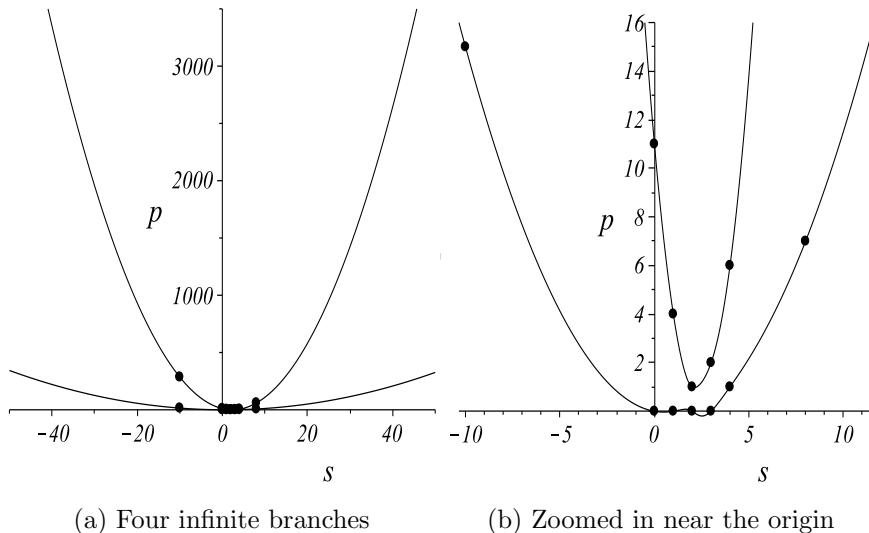 3000
p
2000
1000
−40 −20 0 20 40
s
16
14
12
10
p
8
6
4
2
−10 −5 0 5 10
s
(a) Four infinite branches
(b) Zoomed in near the origin